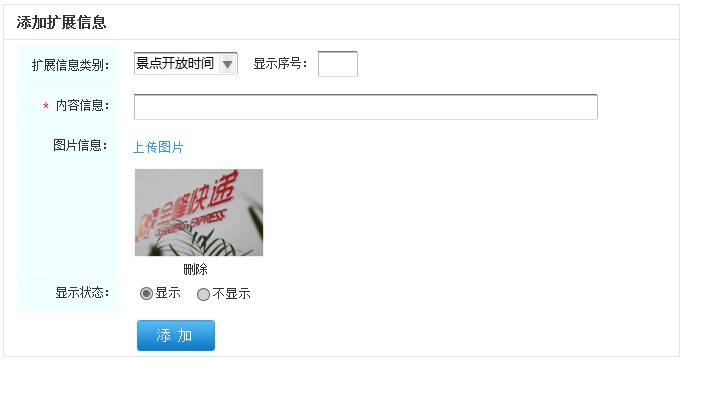 添加扩展信息
扩展信息类别： 景点开放时间 显示序号：
* 内容信息：
图片信息： 上传图片
全峰快递
EXPRESS
删除
显示状态： 显示 不显示
添 加